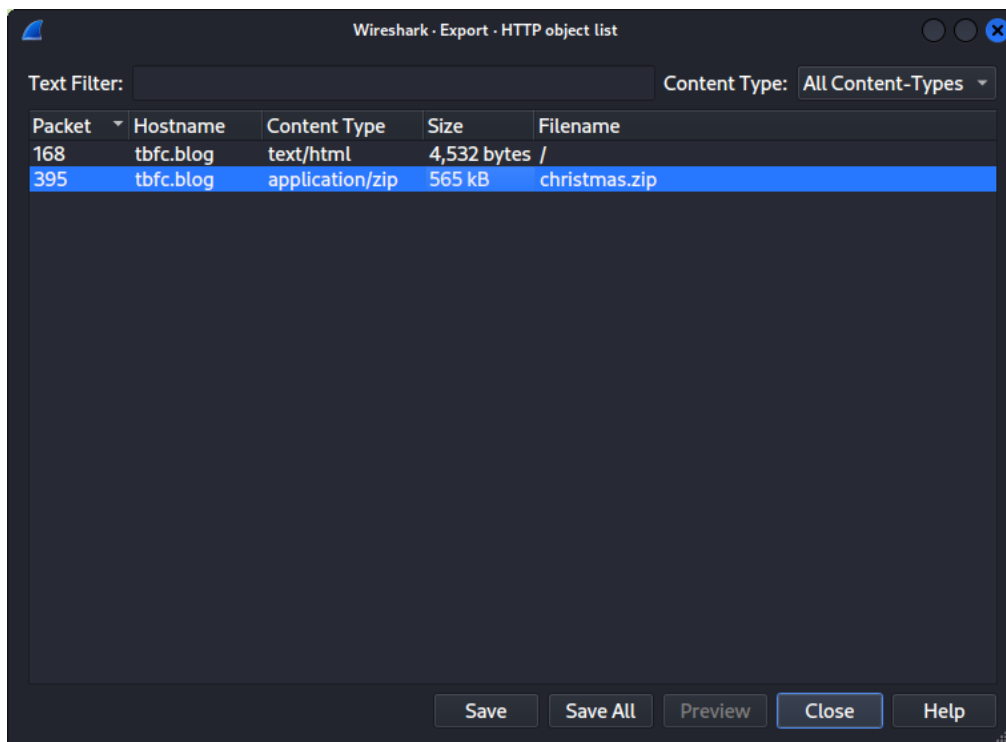 Wireshark · Export · HTTP object list
Text Filter: Content Type: All Content-Types
Packet Hostname Content Type Size Filename
168 tbfc.blog text/html 4,532 bytes /
395 tbfc.blog application/zip 565 kB christmas.zip
Save Save All Preview Close Help